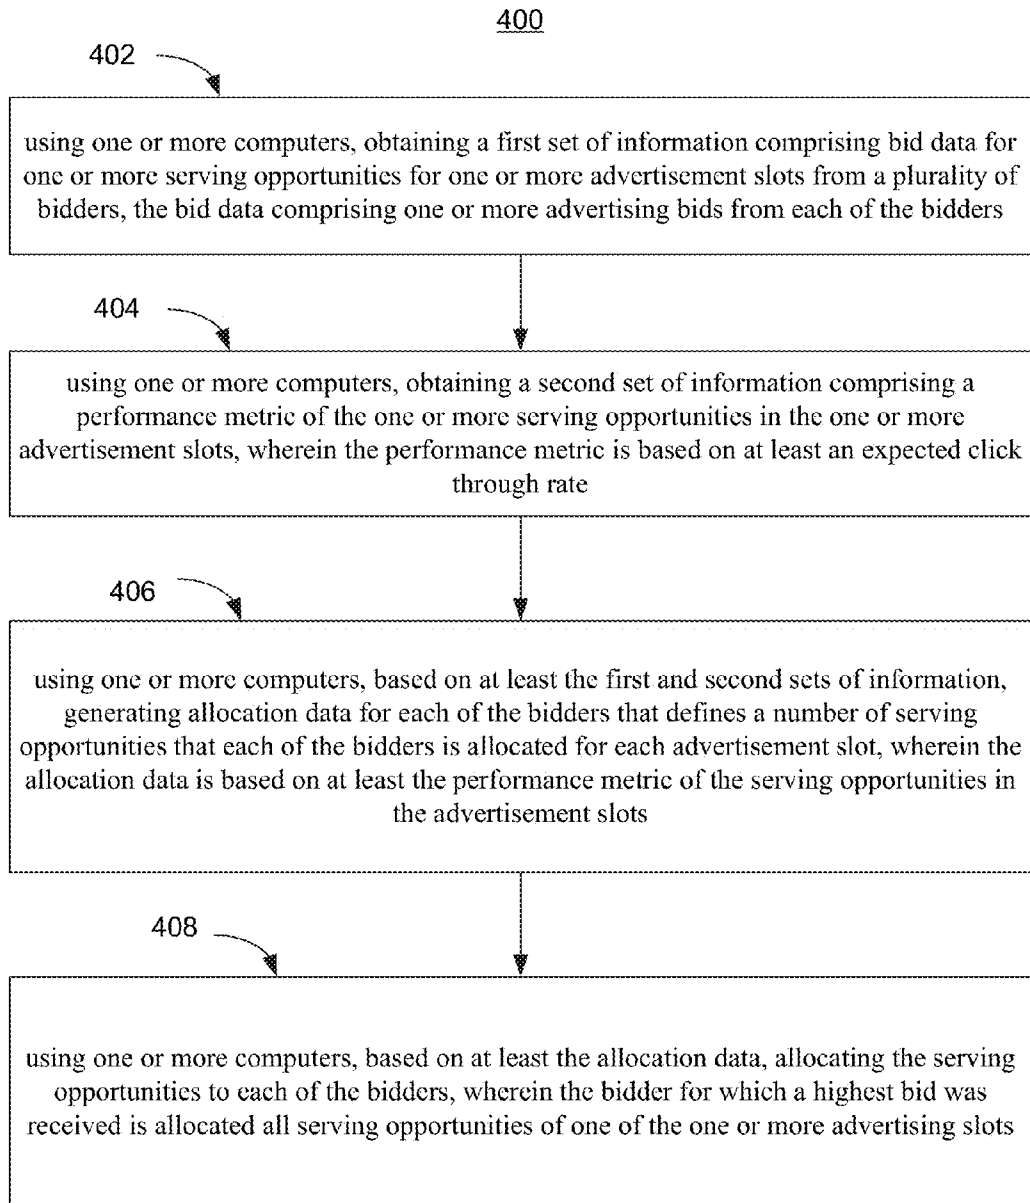 400
402
using one or more computers, obtaining a first set of information comprising bid data for
one or more serving opportunities for one or more advertisement slots from a plurality of
bidders, the bid data comprising one or more advertising bids from each of the bidders
404
using one or more computers, obtaining a second set of information comprising a
performance metric of the one or more serving opportunities in the one or more
advertisement slots, wherein the performance metric is based on at least an expected click
through rate
406
using one or more computers, based on at least the first and second sets of information,
generating allocation data for each of the bidders that defines a number of serving
opportunities that each of the bidders is allocated for each advertisement slot, wherein the
allocation data is based on at least the performance metric of the serving opportunities in
the advertisement slots
408
using one or more computers, based on at least the allocation data, allocating the serving
opportunities to each of the bidders, wherein the bidder for which a highest bid was
received is allocated all serving opportunities of one of the one or more advertising slots